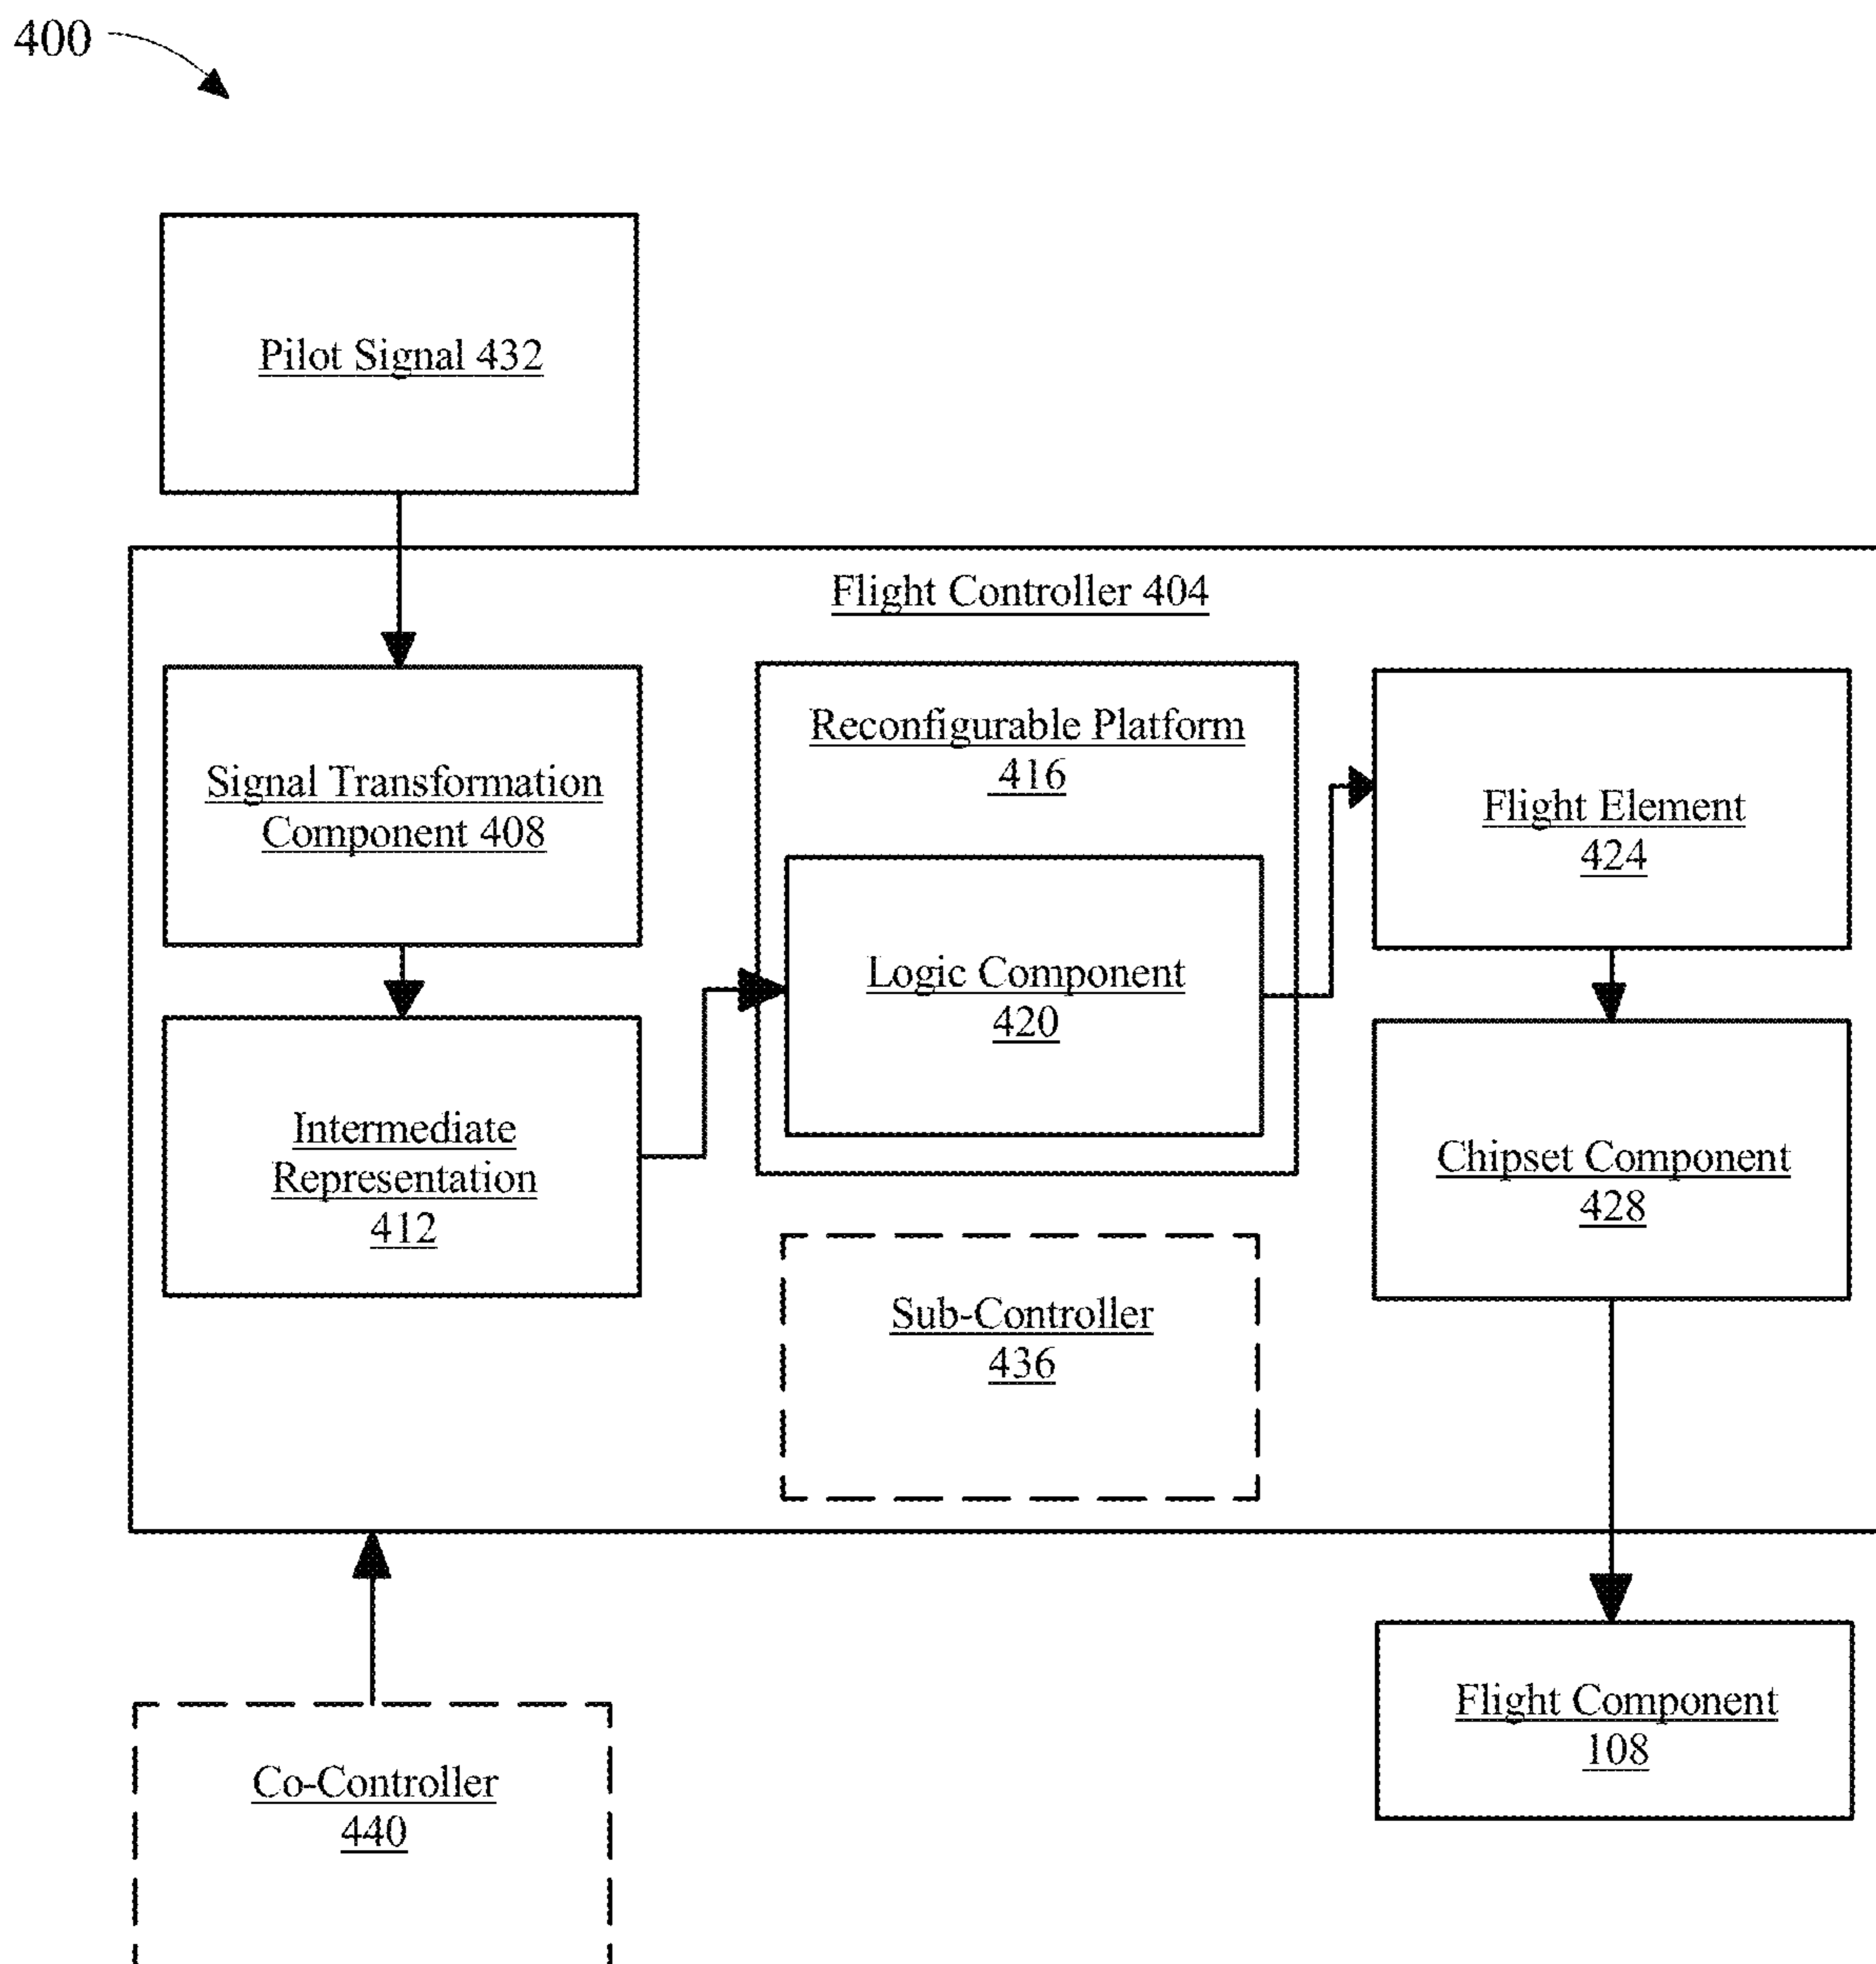 400
Pilot Signal 432
Flight Controller 404
Signal Transformation
Component 408
Reconfigurable Platform
416
Flight Element
424
Logic Component
420
Intermediate
Representation
412
Chipset Component
428
Sub-Controller
436
Flight Component
108
Co-Controller
440